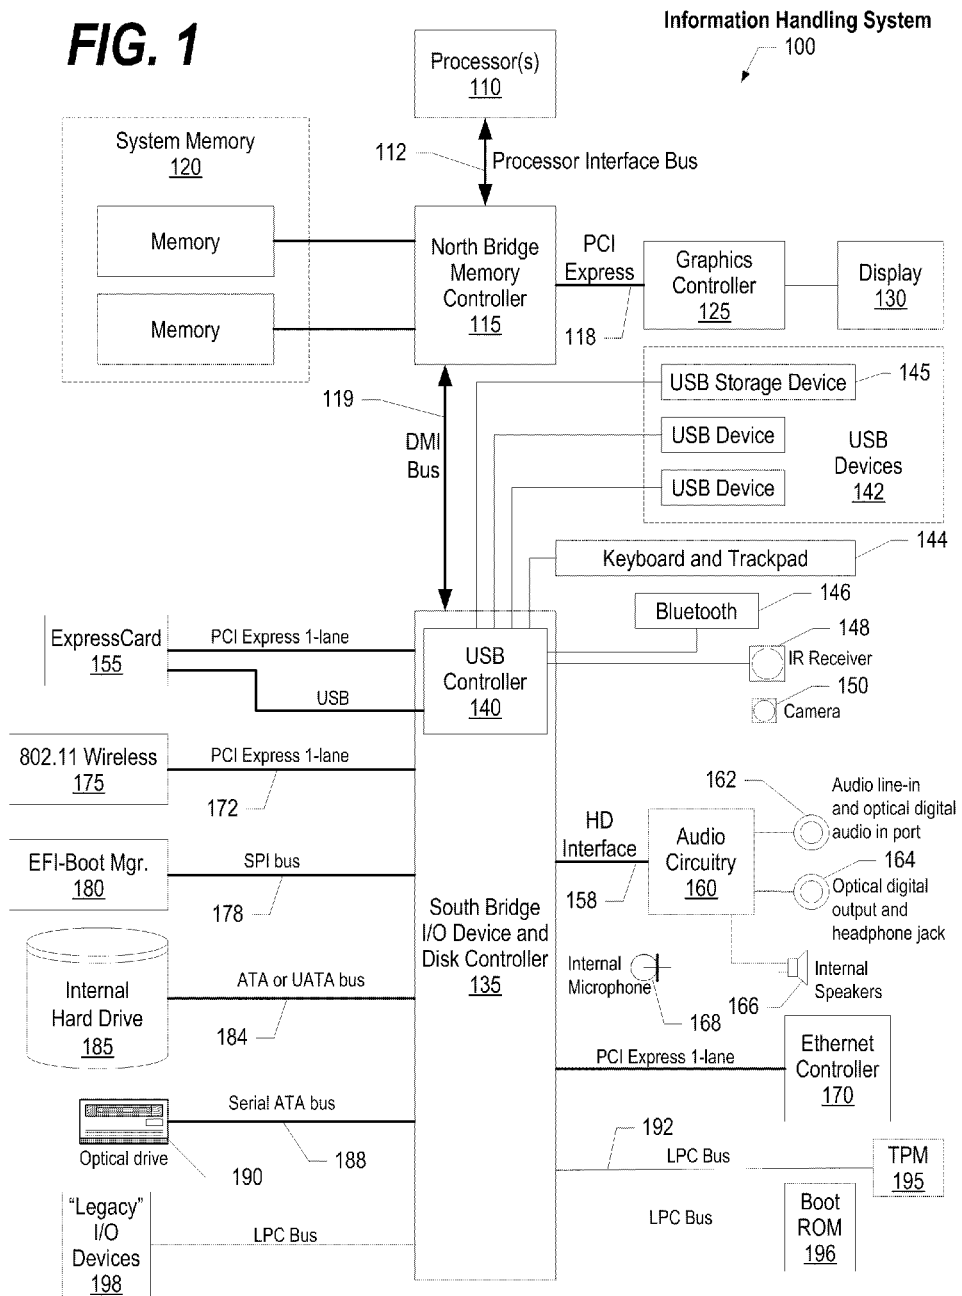 FIG. 1
Information Handling System
100
Processor(s)
110
112
Processor Interface Bus
System Memory
120
Memory
Memory
North Bridge
Memory
Controller
115
PCI
Express
118
Graphics
Controller
125
Display
130
119
DMI
Bus
USB Storage Device
145
USB Device
USB Device
USB
Devices
142
Keyboard and Trackpad
144
Bluetooth
146
148
IR Receiver
150
Camera
ExpressCard
155
PCI Express 1-lane
USB
USB
Controller
140
802.11 Wireless
175
PCI Express 1-lane
172
EFI-Boot Mgr.
180
SPI bus
178
HD
Interface
158
Audio
Circuitry
160
162
Audio line-in
and optical digital
audio in port
164
Optical digital
output and
headphone jack
South Bridge
I/O Device and
Disk Controller
135
Internal
Microphone
168
166
Internal
Speakers
Internal
Hard Drive
185
ATA or UATA bus
184
PCI Express 1-lane
Ethernet
Controller
170
Optical drive
190
Serial ATA bus
188
192
LPC Bus
TPM
195
"Legacy"
I/O
Devices
198
LPC Bus
LPC Bus
Boot
ROM
196